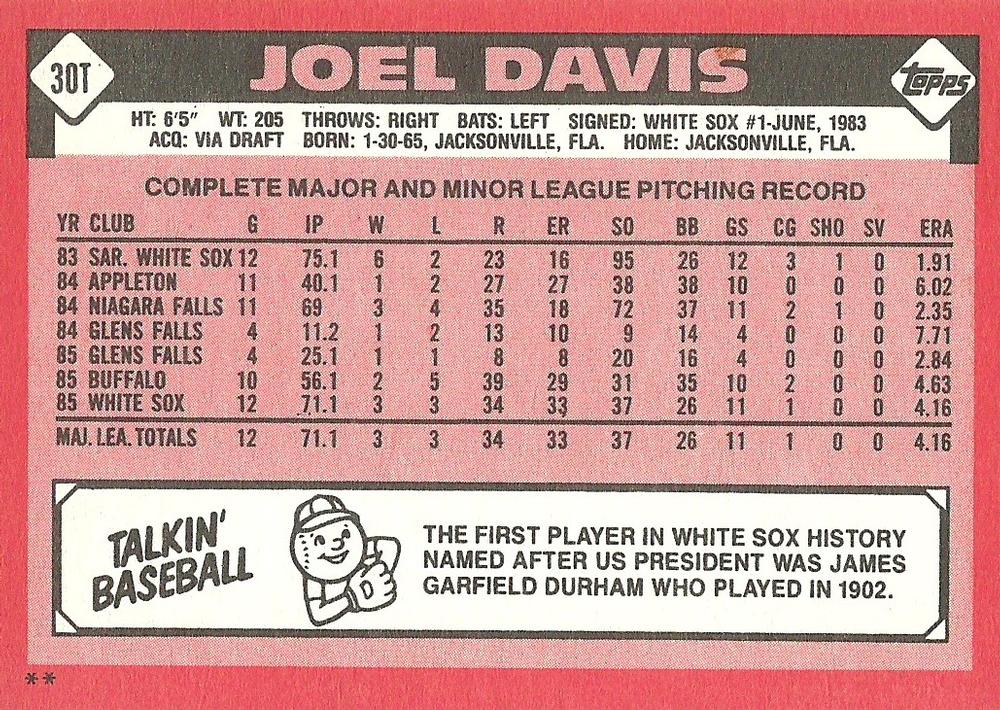 30T
JOEL DAVIS
topps
HT: 6'5" WT: 205 THROWS: RIGHT BATS: LEFT SIGNED: WHITE SOX #1-JUNE, 1983
ACQ: VIA DRAFT BORN: 1-30-65, JACKSONVILLE, FLA. HOME: JACKSONVILLE, FLA.
COMPLETE MAJOR AND MINOR LEAGUE PITCHING RECORD
YR CLUB G IP W L R ER SO BB GS CG SHO SV ERA
83 SAR. WHITE SOX 12 75.1 6 2 23 16 95 26 12 3 1 0 1.91
84 APPLETON 11 40.1 1 2 27 27 38 38 10 0 0 0 6.02
84 NIAGARA FALLS 11 69 3 4 35 18 72 37 11 2 1 0 2.35
84 GLENS FALLS 4 11.2 1 2 13 10 9 14 4 0 0 0 7.71
85 GLENS FALLS 4 25.1 1 1 8 8 20 16 4 0 0 0 2.84
85 BUFFALO 10 56.1 2 5 39 29 31 35 10 2 0 0 4.63
85 WHITE SOX 12 71.1 3 3 34 33 37 26 11 1 0 0 4.16
MAJ. LEA. TOTALS 12 71.1 3 3 34 33 37 26 11 1 0 0 4.16
TALKIN'
BASEBALL
THE FIRST PLAYER IN WHITE SOX HISTORY
NAMED AFTER US PRESIDENT WAS JAMES
GARFIELD DURHAM WHO PLAYED IN 1902.
**